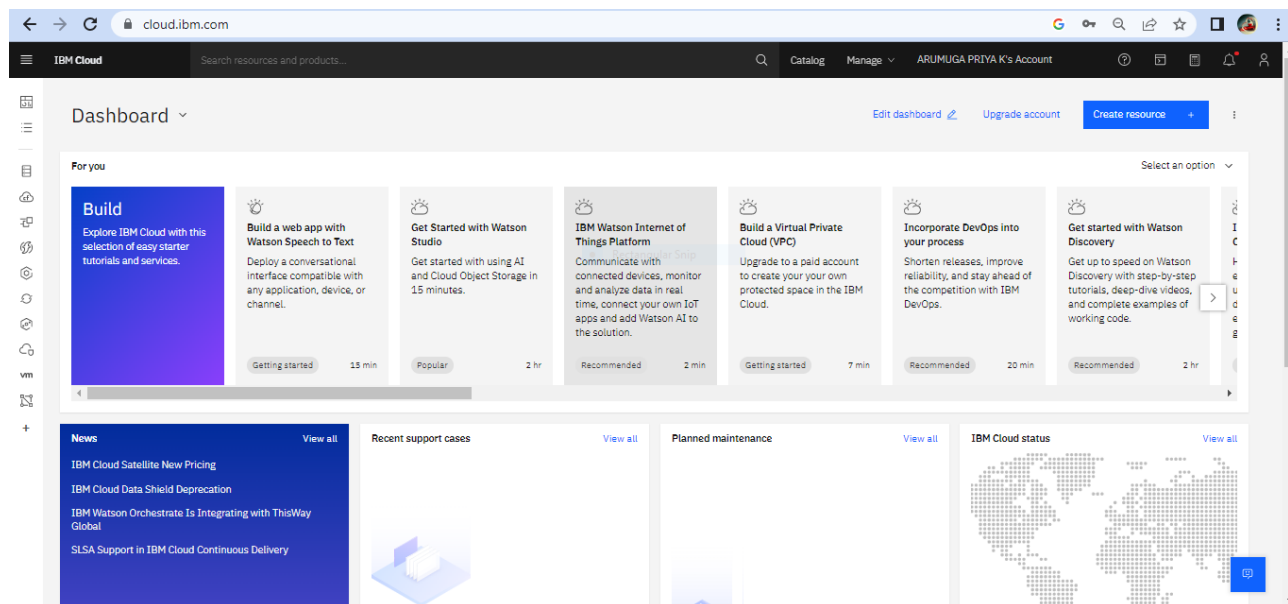 cloud.ibm.com
IBM Cloud
Search resources and products...
Catalog
Manage
ARUMUGA PRIYA K's Account
Dashboard
Edit dashboard
Upgrade account
Create resource +
For you
Select an option
Build
Explore IBM Cloud with this
selection of easy starter
tutorials and services.
Build a web app with
Watson Speech to Text
Deploy a conversational
interface compatible with
any application, device, or
channel.
Getting started
15 min
Get Started with Watson
Studio
Get started with using AI
and Cloud Object Storage in
15 minutes.
Popular
2 hr
IBM Watson Internet of
Things Platform
Rectangular Snip
Communicate with
connected devices, monitor
and analyze data in real
time, connect your own IoT
apps and add Watson AI to
the solution.
Recommended
2 min
Build a Virtual Private
Cloud (VPC)
Upgrade to a paid account
to create your your own
protected space in the IBM
Cloud.
Getting started
7 min
Incorporate DevOps into
your process
Shorten releases, improve
reliability, and stay ahead of
the competition with IBM
DevOps.
Recommended
20 min
Get started with Watson
Discovery
Get up to speed on Watson
Discovery with step-by-step
tutorials, deep-dive videos,
and complete examples of
working code.
Recommended
2 hr
vm
News
View all
IBM Cloud Satellite New Pricing
IBM Cloud Data Shield Deprecation
IBM Watson Orchestrate Is Integrating with ThisWay
Global
SLSA Support in IBM Cloud Continuous Delivery
Recent support cases
View all
Planned maintenance
View all
IBM Cloud status
View all